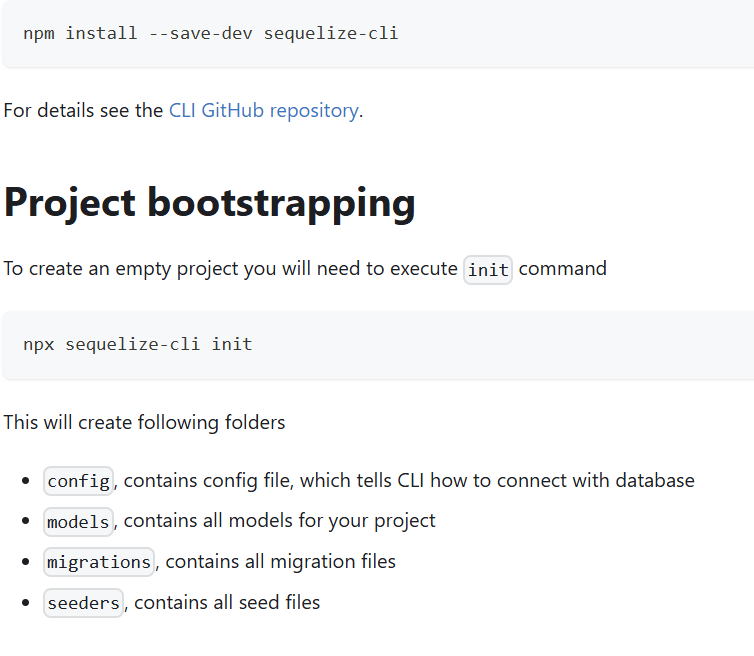 npm install --save-dev sequelize-cli
For details see the CLI GitHub repository.
Project bootstrapping
To create an empty project you will need to execute init command
npx sequelize-cli init
This will create following folders
config, contains config file, which tells CLI how to connect with database
models, contains all models for your project
migrations, contains all migration files
seeders, contains all seed files